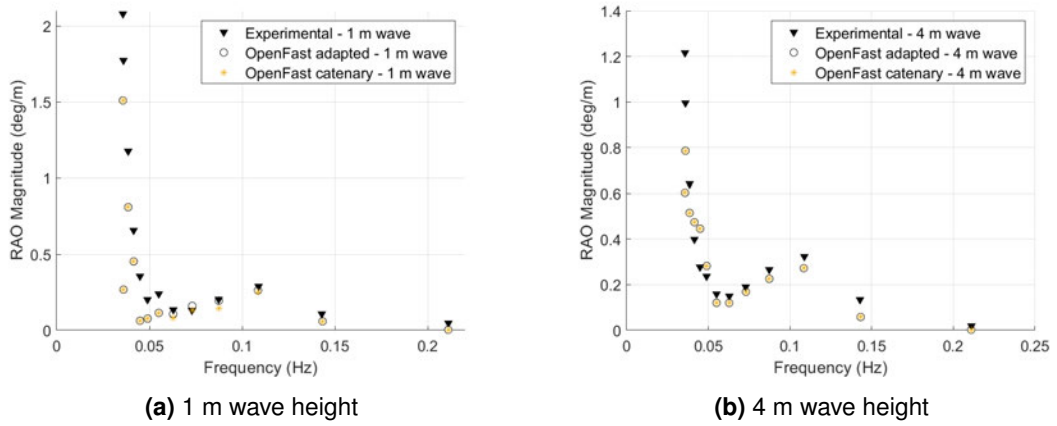 2
1.5
1
0.5
0
0
0.05
0.1
0.15
0.2
RAO Magnitude (deg/m)
Frequency (Hz)
Experimental - 1 m wave
OpenFast adapted - 1 m wave
OpenFast catenary - 1 m wave
(a) 1 m wave height
1.4
1.2
1
0.8
0.6
0.4
0.2
0
0
0.05
0.1
0.15
0.2
0.25
RAO Magnitude (deg/m)
Frequency (Hz)
Experimental - 4 m wave
OpenFast adapted - 4 m wave
OpenFast catenary - 4 m wave
(b) 4 m wave height